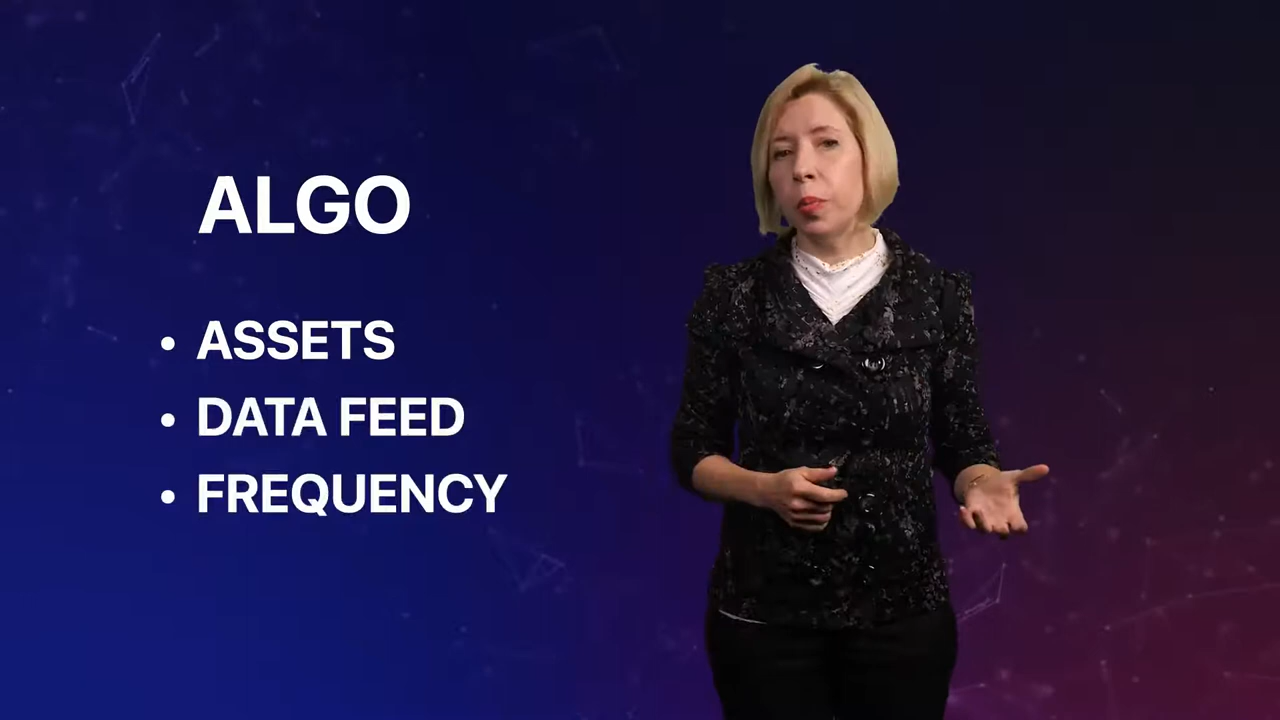 ALGO
• ASSETS
• DATA FEED
• FREQUENCY